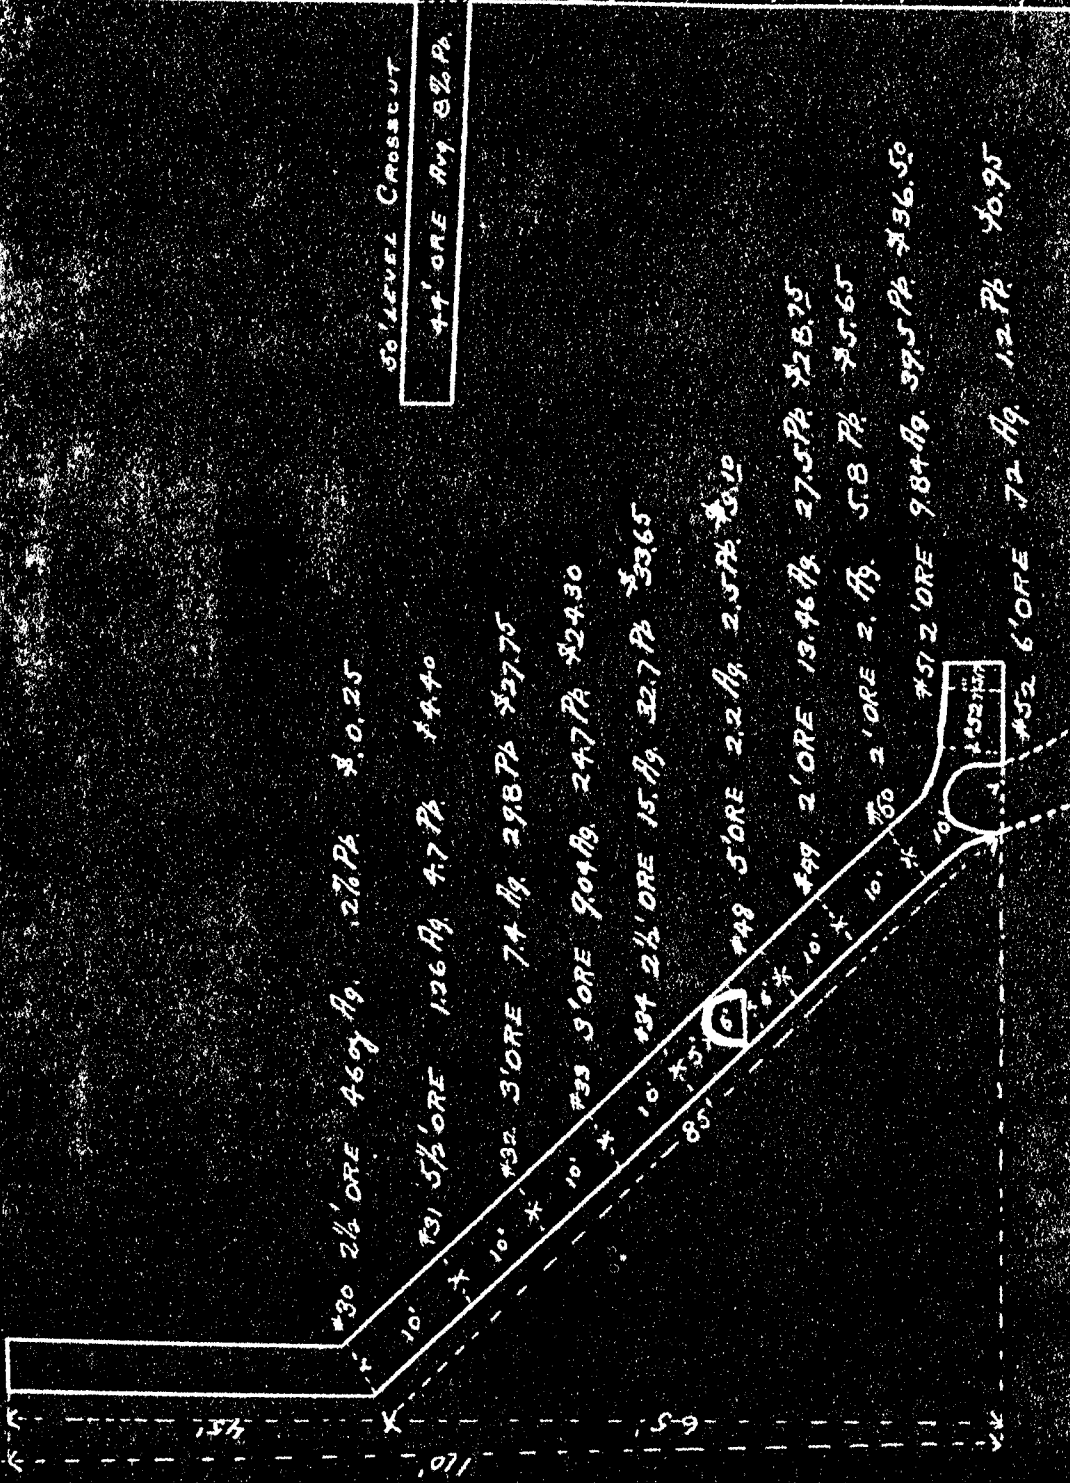 50' LEVEL CROSSCUT
44' ORE Avg. 8% Pb.
#30 2½' ORE .46 oz Ag. .2% Pb $0.25
#31 5½' ORE 1.26 Ag. 4.7 Pb $4.40
#32 3' ORE 7.4 Ag. 29.8 Pb $27.75
#33 3' ORE 9.04 Ag. 24.7 Pb $24.30
#34 2½' ORE 15. Ag. 32.7 Pb $33.65
#48 5' ORE 2.2 Ag. 2.5 Pb.
#49 2' ORE 13.46 Ag. 27.5 Pb. $28.75
#50 2' ORE 2. Ag. 5.8 Pb $5.65
#51 2' ORE 9.84 Ag. 39.5 Pb $36.50
#52 6' ORE .72 Ag. 1.2 Pb. $0.95
10'
10'
10'
10'
5'
6'
6'
10'
10'
10'
85'
45'
65'
110'